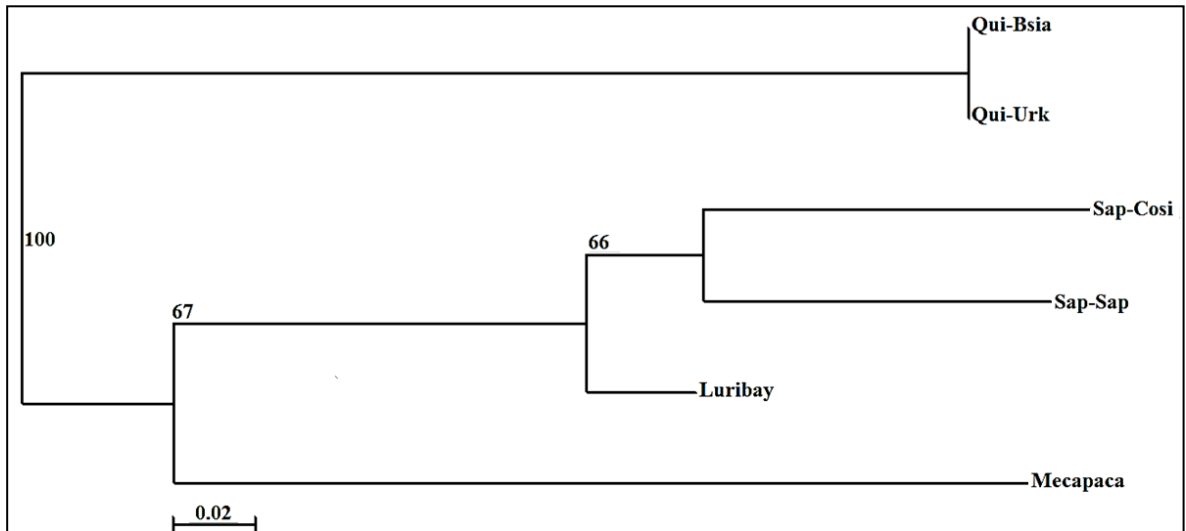 Qui-Bsia
Qui-Urk
Sap-Cosi
100
66
Sap-Sap
67
Luribay
Mecapaca
0.02